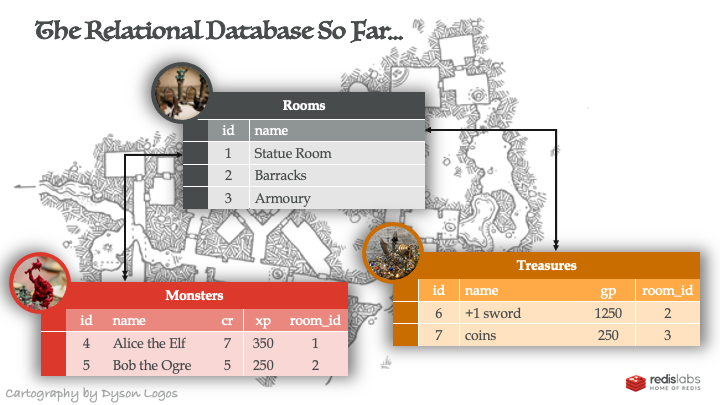 The Relational Database So Far...
Rooms
id name
1 Statue Room
2 Barracks
3 Armoury
Treasures
id name gp room_id
6 +1 sword 1250 2
7 coins 250 3
Monsters
id name cr xp room_id
4 Alice the Elf 7 350 1
5 Bob the Ogre 5 250 2
Cartography by Dyson Logos
redislabs
HOME OF REDIS